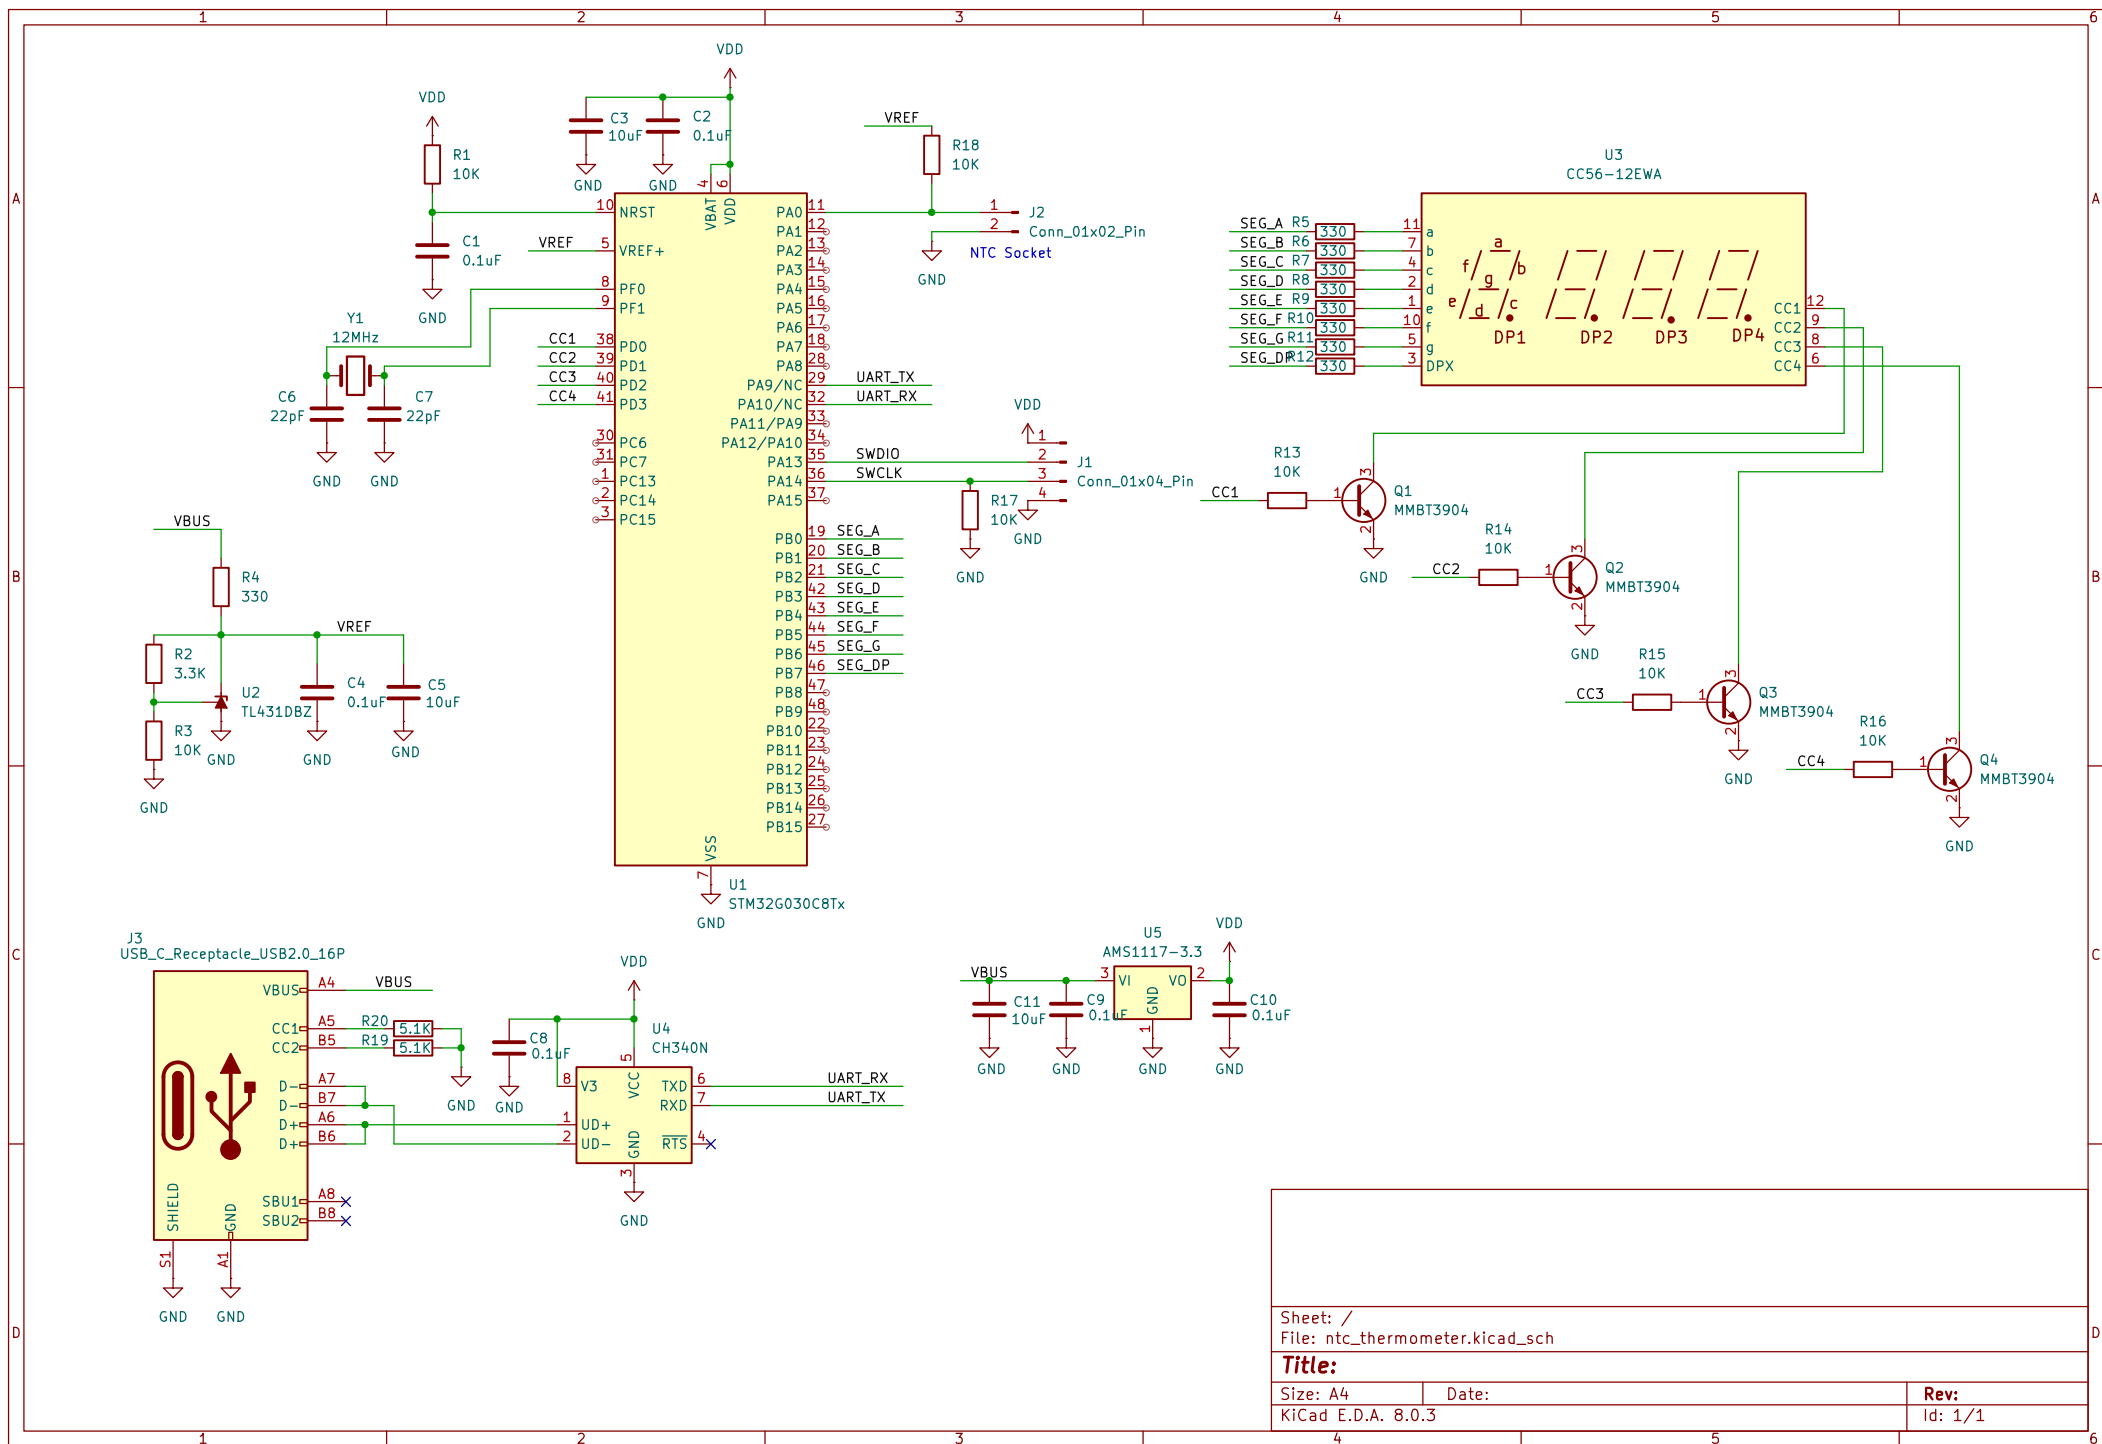 1 2 3 4 5 6
A
B
C
D
VDD
R1
10K
C1
0.1uF
GND
VDD
C3
10uF
GND
C2
0.1uF
GND
Y1
12MHz
C6
22pF
GND
C7
22pF
GND
VREF
CC1
CC2
CC3
CC4
4 VBAT
6 VDD
10 NRST
5 VREF+
8 PF0
9 PF1
38 PD0
39 PD1
40 PD2
41 PD3
30 PC6
31 PC7
1 PC13
2 PC14
3 PC15
PA0 11
PA1 12
PA2 13
PA3 14
PA4 15
PA5 16
PA6 17
PA7 18
PA8 28
PA9/NC 29 UART_TX
PA10/NC 32 UART_RX
PA11/PA9 33
PA12/PA10 34
PA13 35 SWDIO
PA14 36 SWCLK
PA15 37
PB0 19 SEG_A
PB1 20 SEG_B
PB2 21 SEG_C
PB3 42 SEG_D
PB4 43 SEG_E
PB5 44 SEG_F
PB6 45 SEG_G
PB7 46 SEG_DP
PB8 47
PB9 48
PB10 22
PB11 23
PB12 24
PB13 25
PB14 26
PB15 27
VSS
7
GND
U1
STM32G030C8Tx
VREF
R18
10K
1
2
J2
Conn_01x02_Pin
NTC Socket
GND
VDD
1
2
3
4
J1
Conn_01x04_Pin
R17
10K
GND
GND
U3
CC56-12EWA
SEG_A R5 330 11 a
SEG_B R6 330 7 b
SEG_C R7 330 4 c
SEG_D R8 330 2 d
SEG_E R9 330 1 e
SEG_F R10 330 10 f
SEG_G R11 330 5 g
SEG_DP R12 330 3 DPX
a
f b
g
e d c
DP1 DP2 DP3 DP4
CC1 12
CC2 9
CC3 8
CC4 6
CC1
R13
10K
1
3
2
Q1
MMBT3904
GND
CC2
R14
10K
1
3
2
Q2
MMBT3904
GND
CC3
R15
10K
1
3
2
Q3
MMBT3904
GND
CC4
R16
10K
1
3
2
Q4
MMBT3904
GND
VBUS
R4
330
VREF
R2
3.3K
R3
10K
GND
U2
TL431DBZ
GND
C4
0.1uF
GND
C5
10uF
GND
J3
USB_C_Receptacle_USB2.0_16P
VBUS A4 VBUS
CC1 A5 R20 5.1K
CC2 B5 R19 5.1K
GND
D- A7
D- B7
D+ A6
D+ B6
SBU1 A8
SBU2 B8
SHIELD
GND
S1
A1
GND
GND
VDD
C8
0.1uF
GND
U4
CH340N
5 VCC
8 V3
1 UD+
2 UD-
TXD 6 UART_RX
RXD 7 UART_TX
RTS 4
GND
3
GND
VBUS
C11
10uF
GND
C9
0.1uF
GND
U5
AMS1117-3.3
3 VI
VO 2
GND
1
GND
VDD
C10
0.1uF
GND
Sheet: /
File: ntc_thermometer.kicad_sch
Title:
Size: A4 Date: Rev:
KiCad E.D.A. 8.0.3 Id: 1/1
A
B
C
D
1 2 3 4 5 6